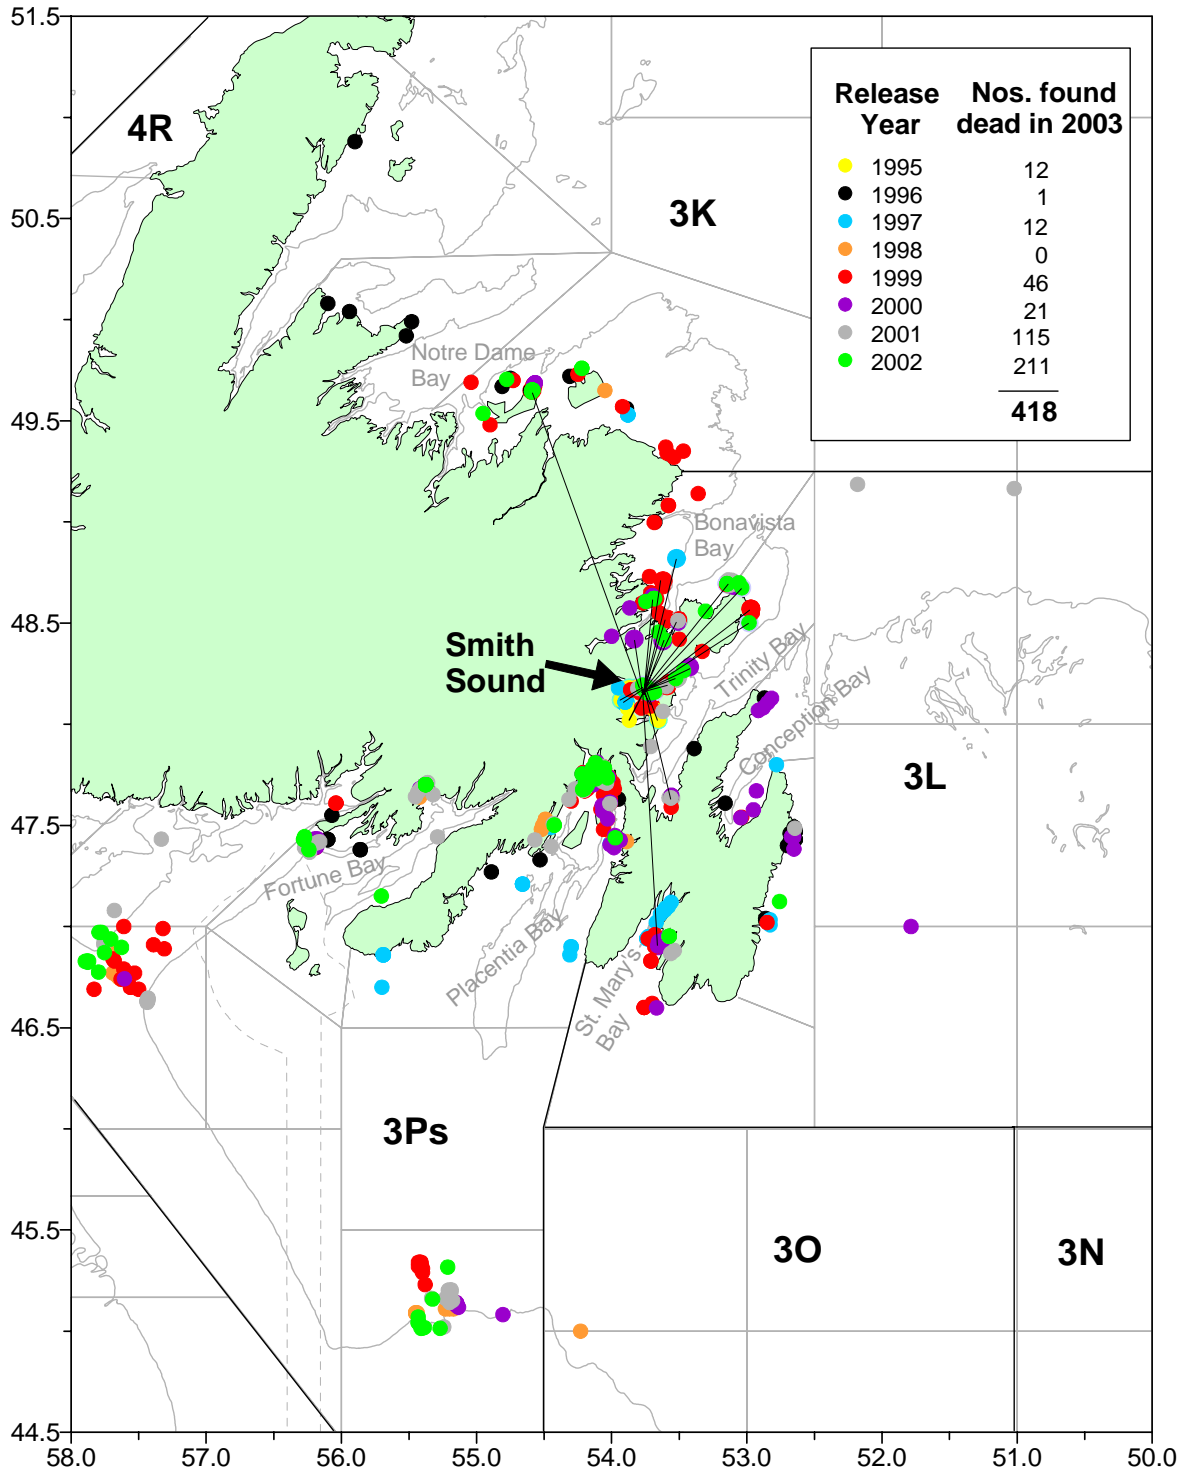 51.5
50.5
49.5
48.5
47.5
46.5
45.5
44.5
58.0 57.0 56.0 55.0 54.0 53.0 52.0 51.0 50.0
Release Year
Nos. found dead in 2003
1995 12
1996 1
1997 12
1998 0
1999 46
2000 21
2001 115
2002 211
418
4R
3K
Notre Dame
Bay
Bonavista
Bay
Smith
Sound
Trinity Bay
Conception Bay
3L
Fortune Bay
Placentia Bay
St. Mary's
Bay
3Ps
3O
3N